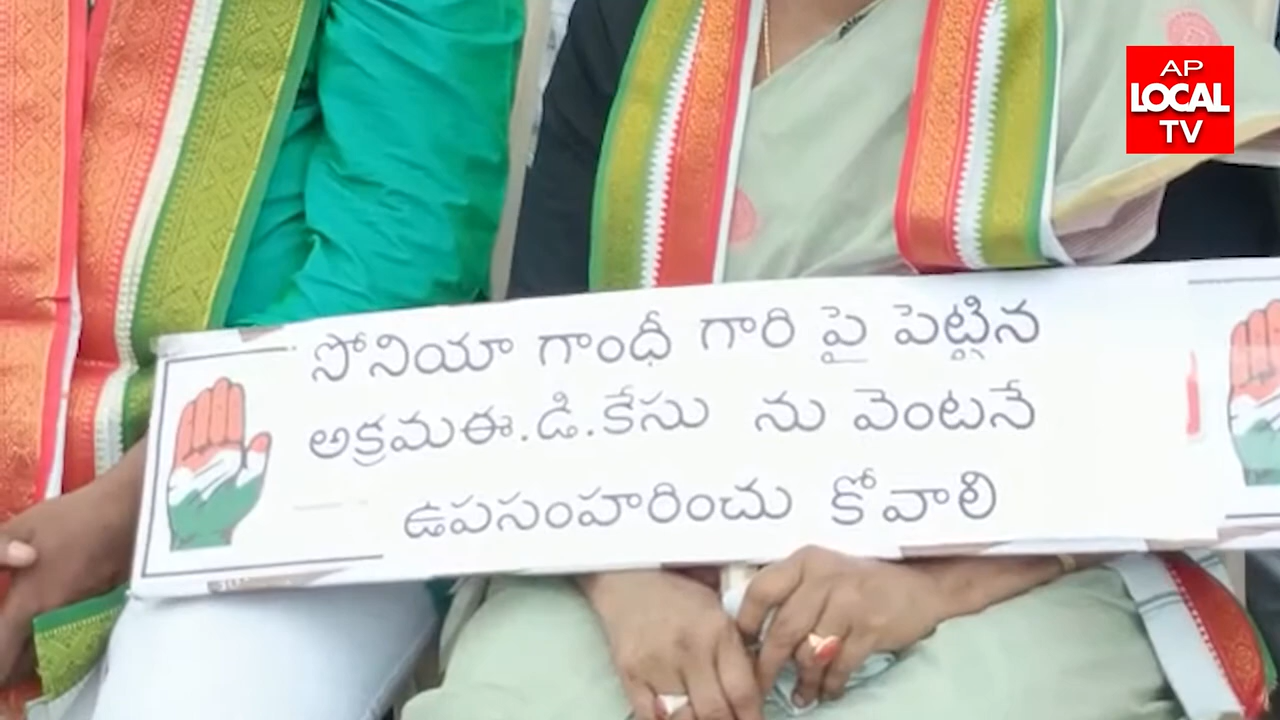 AP
LOCAL
TV
సోనియా గాంధీ గారి పై పెట్టిన
అక్రమఈ.డి.కేసు ను వెంటనే
ఉపసంహరించు కోవాలి